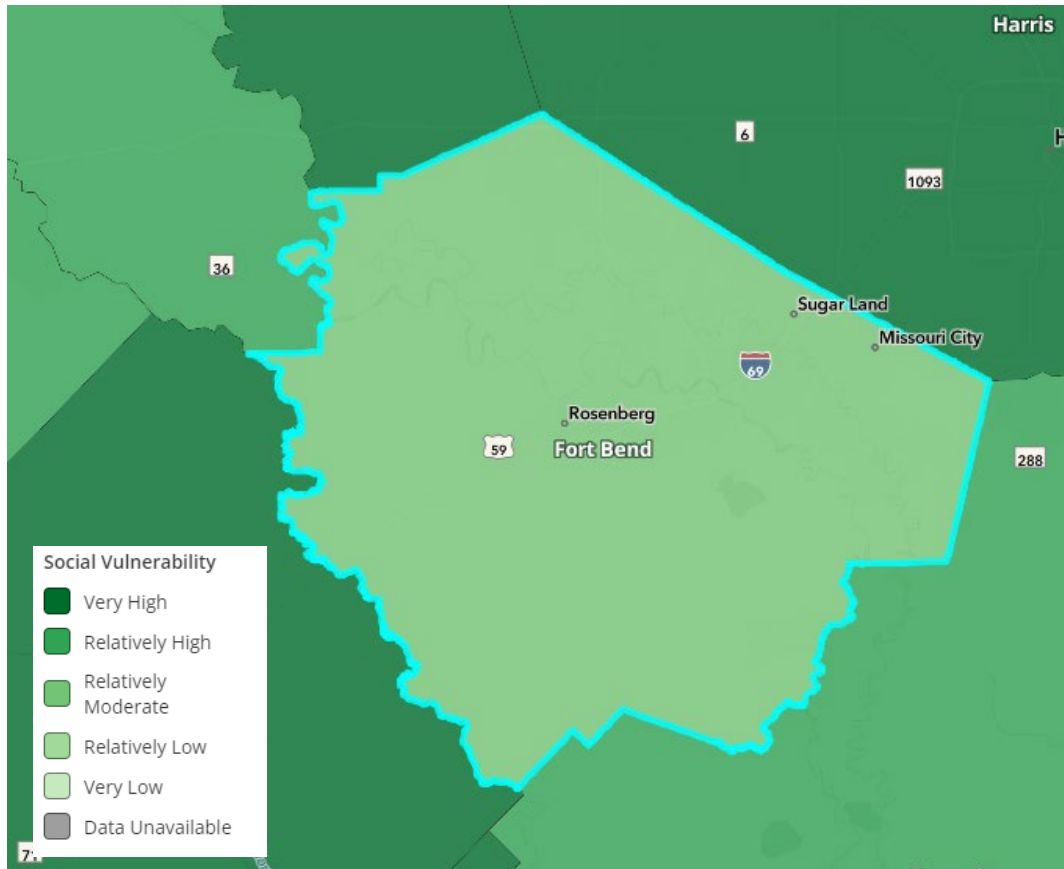 Harris
6
1093
36
Sugar Land
Missouri City
69
Rosenberg
59
Fort Bend
288
Social Vulnerability
Very High
Relatively High
Relatively
Moderate
Relatively Low
Very Low
Data Unavailable